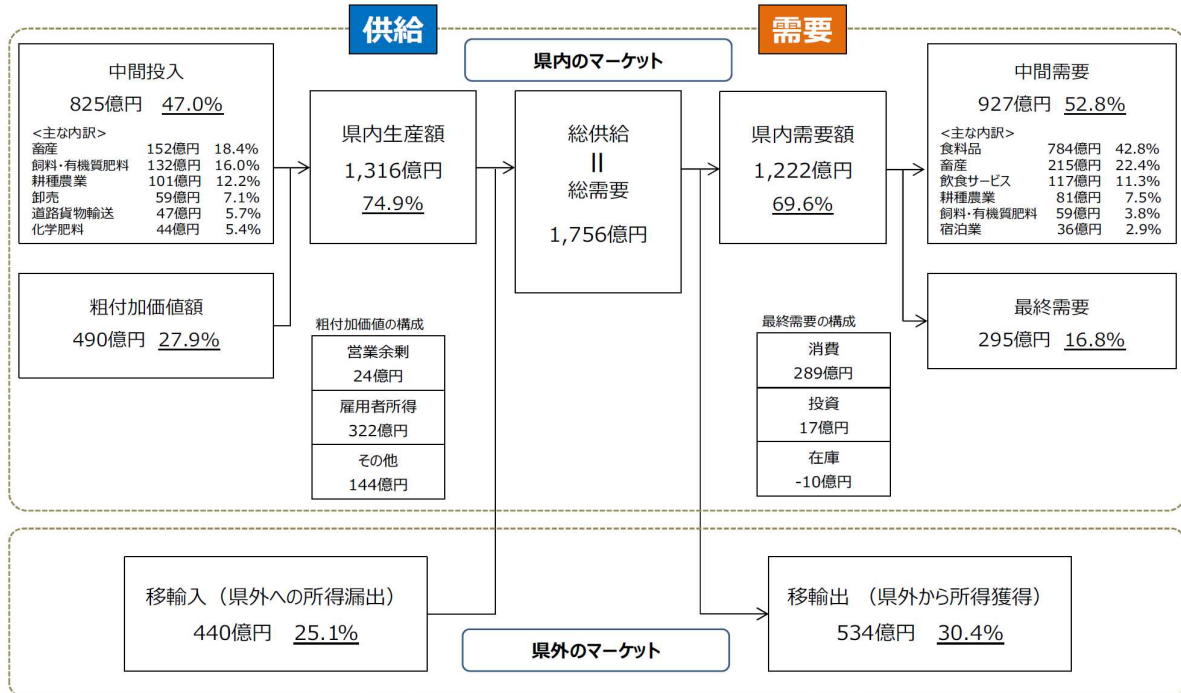 供給
需要
県内のマーケット
中間投入
825億円 47.0%
<主な内訳>
畜産 152億円 18.4%
飼料・有機質肥料 132億円 16.0%
耕種農業 101億円 12.2%
卸売 59億円 7.1%
道路貨物輸送 47億円 5.7%
化学肥料 44億円 5.4%
粗付加価値額
490億円 27.9%
県内生産額
1,316億円
74.9%
粗付加価値の構成
営業余剰
24億円
雇用者所得
322億円
その他
144億円
総供給
=
総需要
1,756億円
県内需要額
1,222億円
69.6%
最終需要の構成
消費
289億円
投資
17億円
在庫
-10億円
中間需要
927億円 52.8%
<主な内訳>
食料品 784億円 42.8%
畜産 215億円 22.4%
飲食サービス 117億円 11.3%
耕種農業 81億円 7.5%
飼料・有機質肥料 59億円 3.8%
宿泊業 36億円 2.9%
最終需要
295億円 16.8%
移輸入（県外への所得漏出）
440億円 25.1%
県外のマーケット
移輸出（県外から所得獲得）
534億円 30.4%